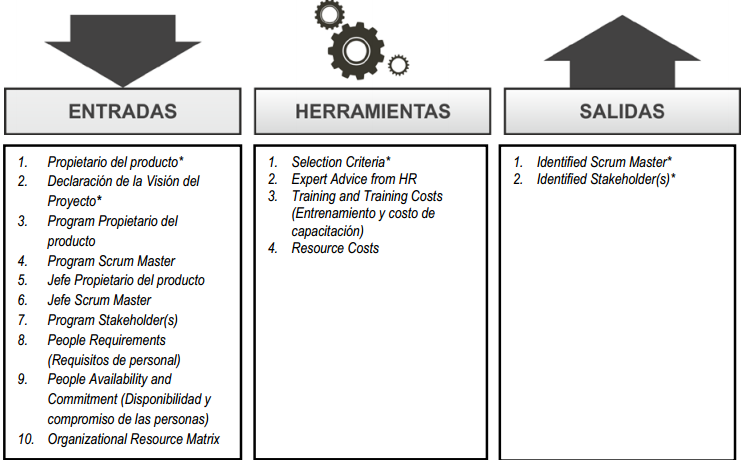 ENTRADAS
1. Propietario del producto*
2. Declaración de la Visión del
Proyecto*
3. Program Propietario del
producto
4. Program Scrum Master
5. Jefe Propietario del producto
6. Jefe Scrum Master
7. Program Stakeholder(s)
8. People Requirements
(Requisitos de personal)
9. People Availability and
Commitment (Disponibilidad y
compromiso de las personas)
10. Organizational Resource Matrix
HERRAMIENTAS
1. Selection Criteria*
2. Expert Advice from HR
3. Training and Training Costs
(Entrenamiento y costo de
capacitación)
4. Resource Costs
SALIDAS
1. Identified Scrum Master*
2. Identified Stakeholder(s)*